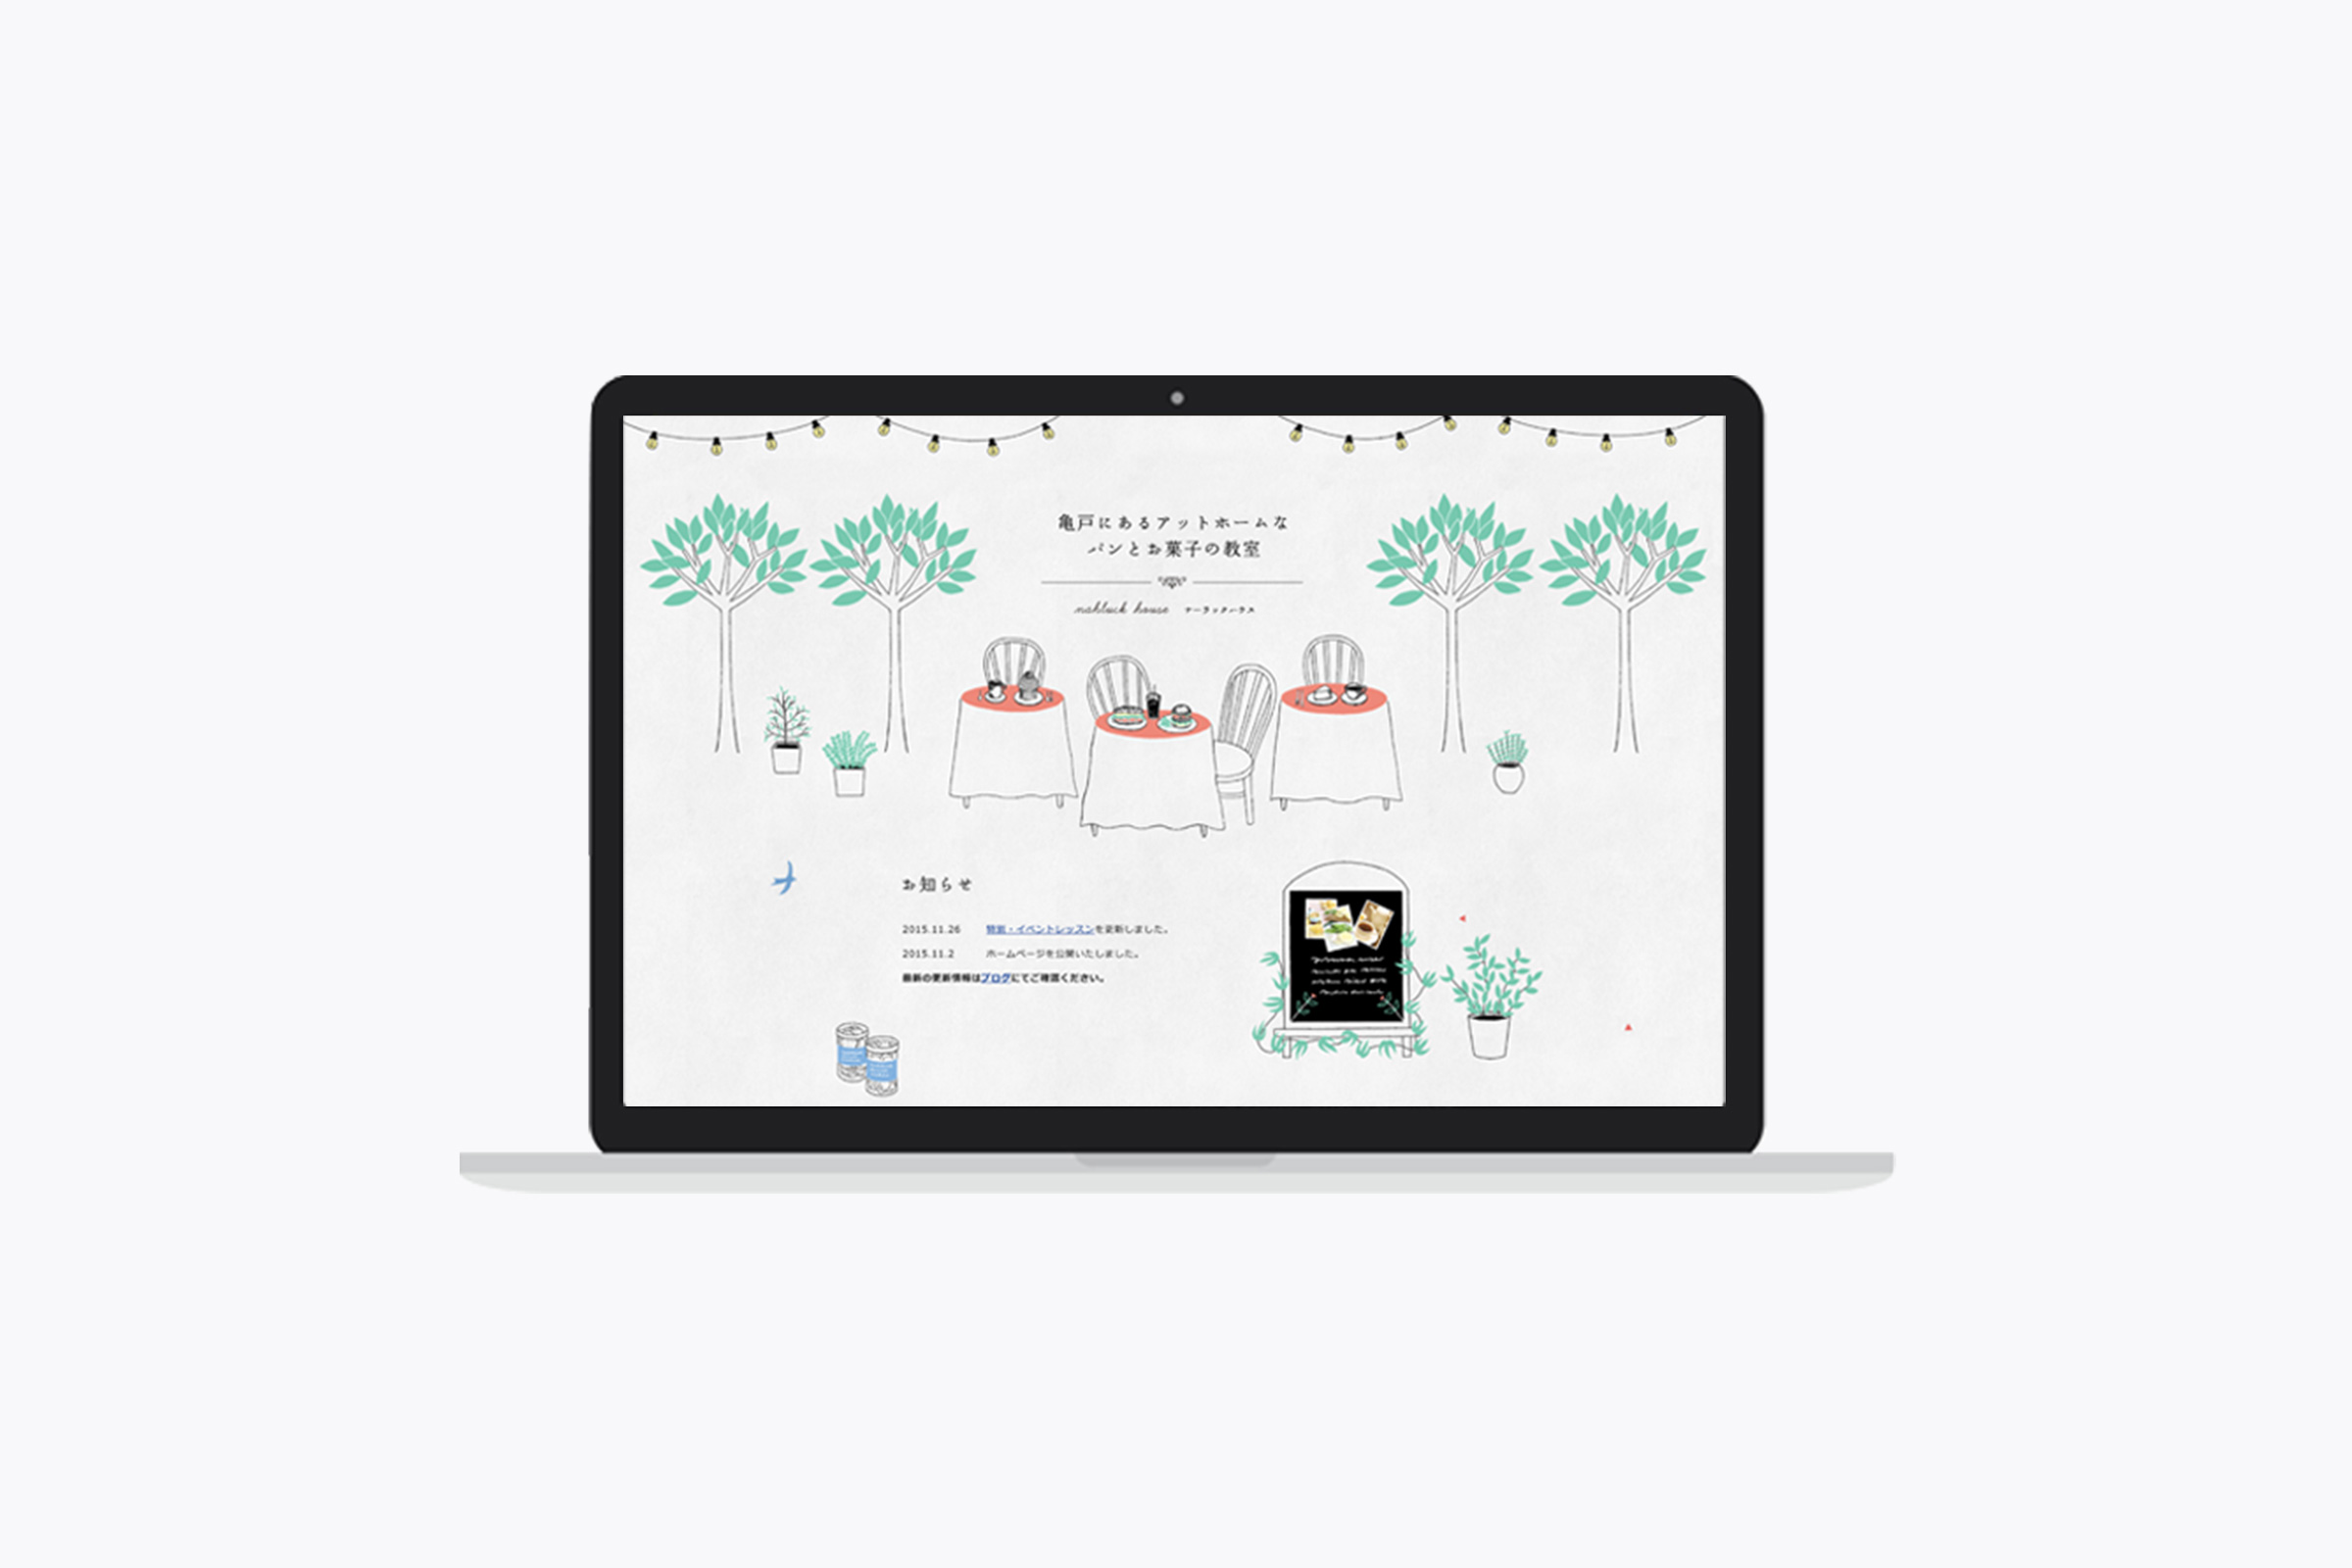 亀戸にあるアットホームな
パンとお菓子の教室
nahluck house ナーラックハウス
お知らせ
2015.11.26 特別・イベントレッスンを更新しました。
2015.11.2 ホームページを公開いたしました。
最新の更新情報はブログにてご確認ください。